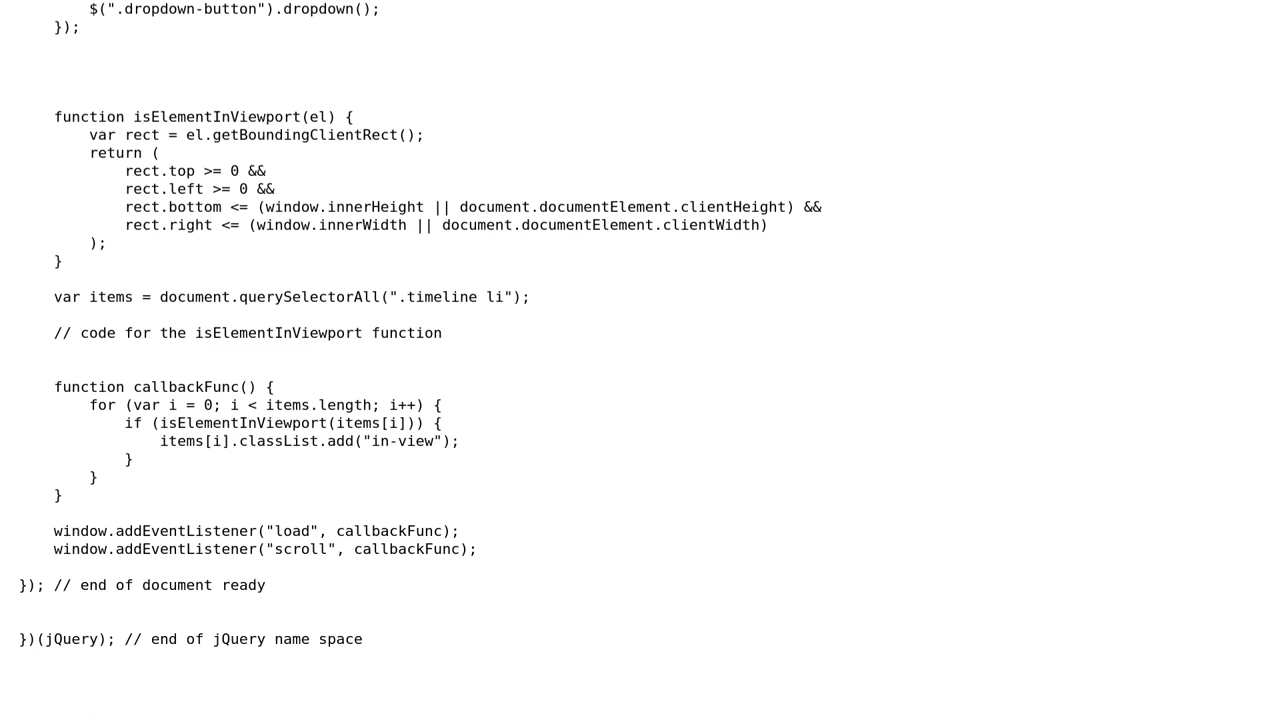 $(".dropdown-button").dropdown();
});
function isElementInViewport(el) {
var rect = el.getBoundingClientRect();
return (
rect.top >= 0 &&
rect.left >= 0 &&
rect.bottom <= (window.innerHeight || document.documentElement.clientHeight) &&
rect.right <= (window.innerWidth || document.documentElement.clientWidth)
);
}
var items = document.querySelectorAll(".timeline li");
// code for the isElementInViewport function
function callbackFunc() {
for (var i = 0; i < items.length; i++) {
if (isElementInViewport(items[i])) {
items[i].classList.add("in-view");
}
}
}
window.addEventListener("load", callbackFunc);
window.addEventListener("scroll", callbackFunc);
}); // end of document ready
})(jQuery); // end of jQuery name space